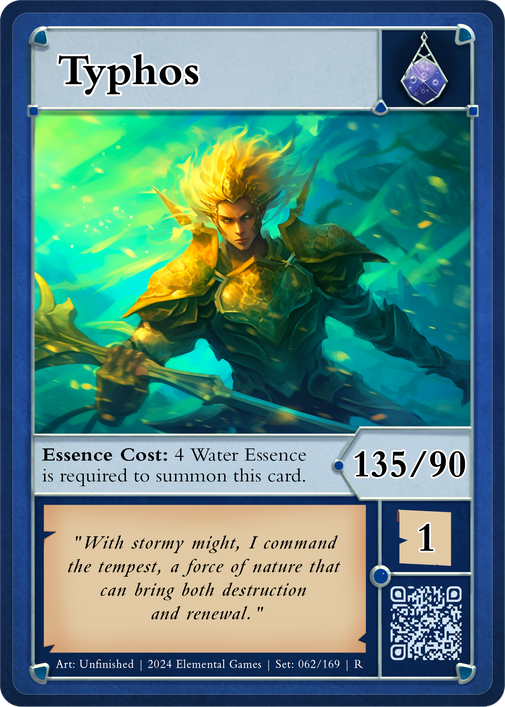 Typhos
Essence Cost: 4 Water Essence
is required to summon this card.
135/90
"With stormy might, I command
the tempest, a force of nature that
can bring both destruction
and renewal."
1
Art: Unfinished | 2024 Elemental Games | Set: 062/169 | R